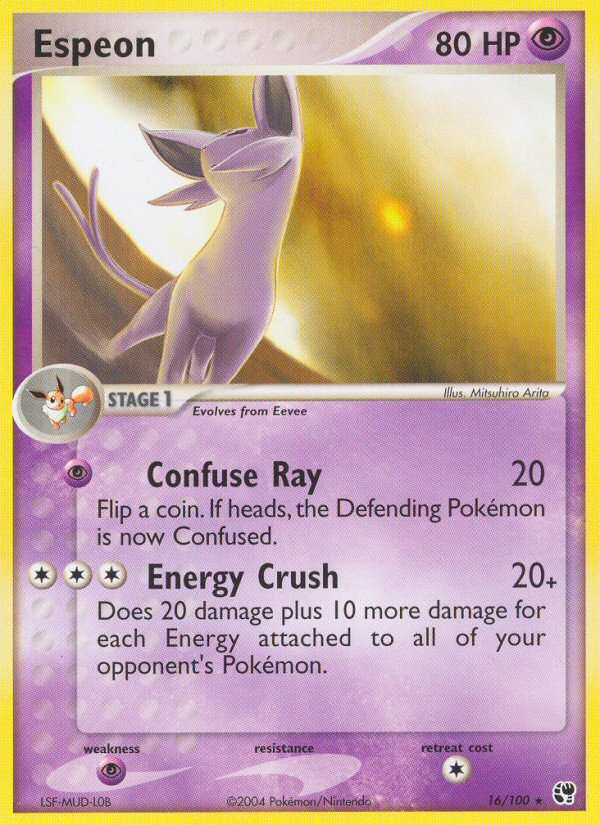 Espeon
80 HP
Illus. Mitsuhiro Arita
STAGE 1
Evolves from Eevee
Confuse Ray 20
Flip a coin. If heads, the Defending Pokémon
is now Confused.
Energy Crush 20+
Does 20 damage plus 10 more damage for
each Energy attached to all of your
opponent's Pokémon.
weakness resistance retreat cost
LSF-MUD-L0B ©2004 Pokémon/Nintendo 16/100 ★